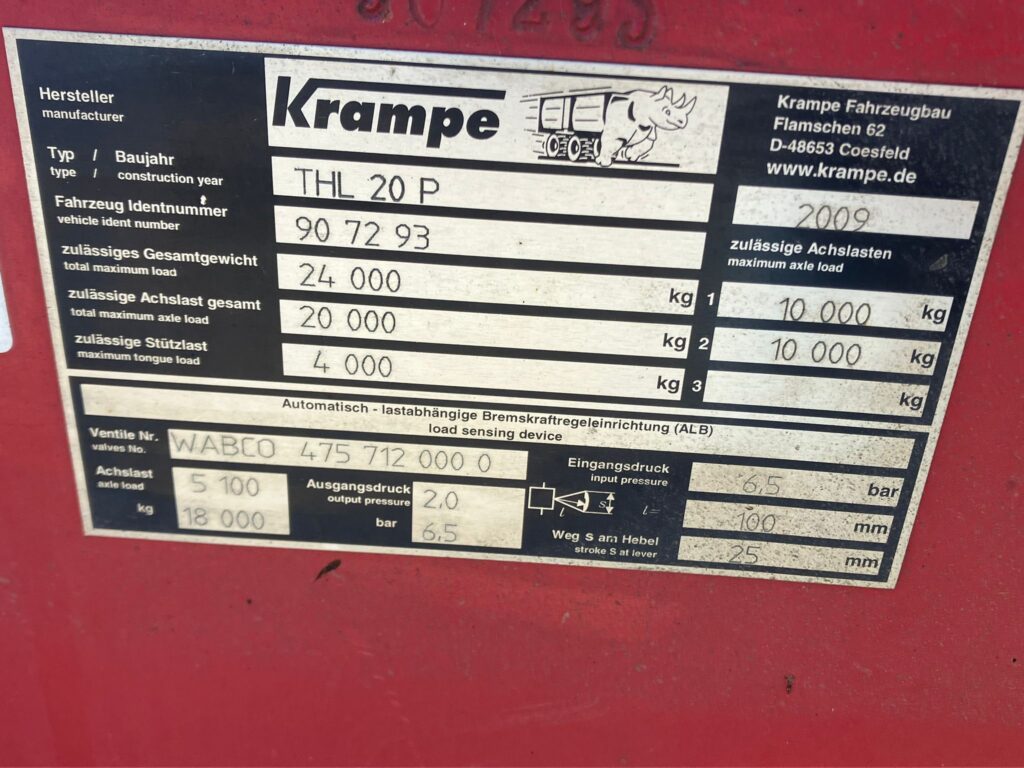 907293
Krampe
Hersteller
manufacturer
Krampe Fahrzeugbau
Flamschen 62
D-48653 Coesfeld
www.krampe.de
Typ / Baujahr
type / construction year
THL 20 P
2009
Fahrzeug Identnummer
vehicle ident number
90 72 93
zulässige Achslasten
maximum axle load
zulässiges Gesamtgewicht
total maximum load
24 000 kg
1 10 000 kg
zulässige Achslast gesamt
total maximum axle load
20 000 kg
2 10 000 kg
zulässige Stützlast
maximum tongue load
4 000 kg
3 kg
Automatisch - lastabhängige Bremskraftregeleinrichtung (ALB)
load sensing device
Ventile Nr.
valves No.
WABCO 475 712 000 0
Achslast
axle load
kg
5 100
18 000
Ausgangsdruck
output pressure
bar
2,0
6,5
Eingangsdruck
input pressure
6,5 bar
l S l= 100 mm
Weg S am Hebel
stroke S at lever
25 mm